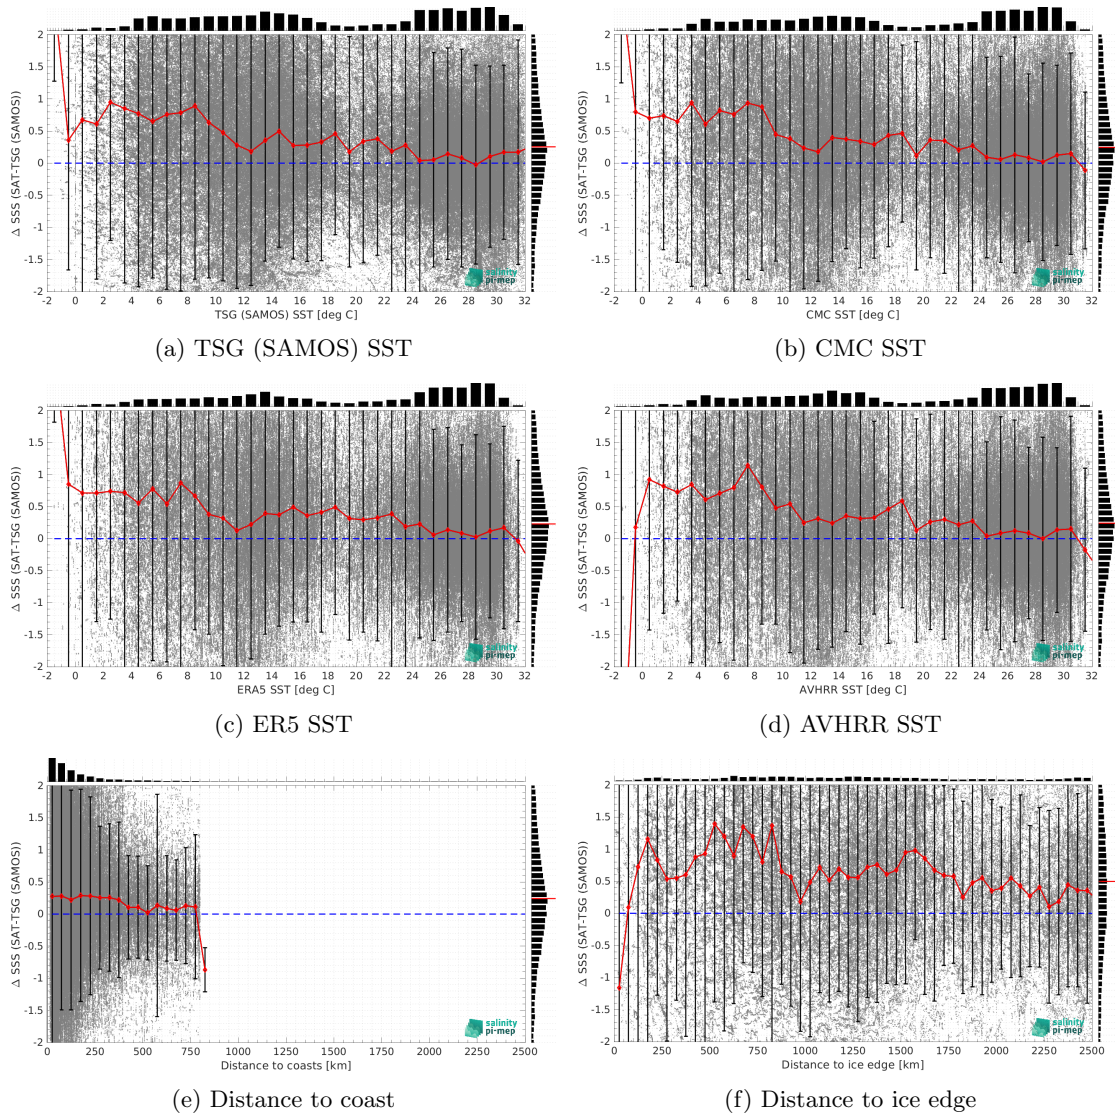 2
1.5
1
0.5
0
-0.5
-1
-1.5
-2
Δ SSS (SAT-TSG (SAMOS))
-2 0 2 4 6 8 10 12 14 16 18 20 22 24 26 28 30 32
TSG (SAMOS) SST [deg C]
salinity
pi-mep
(a) TSG (SAMOS) SST
2
1.5
1
0.5
0
-0.5
-1
-1.5
-2
Δ SSS (SAT-TSG (SAMOS))
-2 0 2 4 6 8 10 12 14 16 18 20 22 24 26 28 30 32
CMC SST [deg C]
salinity
pi-mep
(b) CMC SST
2
1.5
1
0.5
0
-0.5
-1
-1.5
-2
Δ SSS (SAT-TSG (SAMOS))
-2 0 2 4 6 8 10 12 14 16 18 20 22 24 26 28 30 32
ERA5 SST [deg C]
salinity
pi-mep
(c) ER5 SST
2
1.5
1
0.5
0
-0.5
-1
-1.5
-2
Δ SSS (SAT-TSG (SAMOS))
-2 0 2 4 6 8 10 12 14 16 18 20 22 24 26 28 30 32
AVHRR SST [deg C]
salinity
pi-mep
(d) AVHRR SST
2
1.5
1
0.5
0
-0.5
-1
-1.5
-2
Δ SSS (SAT-TSG (SAMOS))
0 250 500 750 1000 1250 1500 1750 2000 2250 2500
Distance to coasts [km]
salinity
pi-mep
(e) Distance to coast
2
1.5
1
0.5
0
-0.5
-1
-1.5
-2
Δ SSS (SAT-TSG (SAMOS))
0 250 500 750 1000 1250 1500 1750 2000 2250 2500
Distance to ice edge [km]
salinity
pi-mep
(f) Distance to ice edge